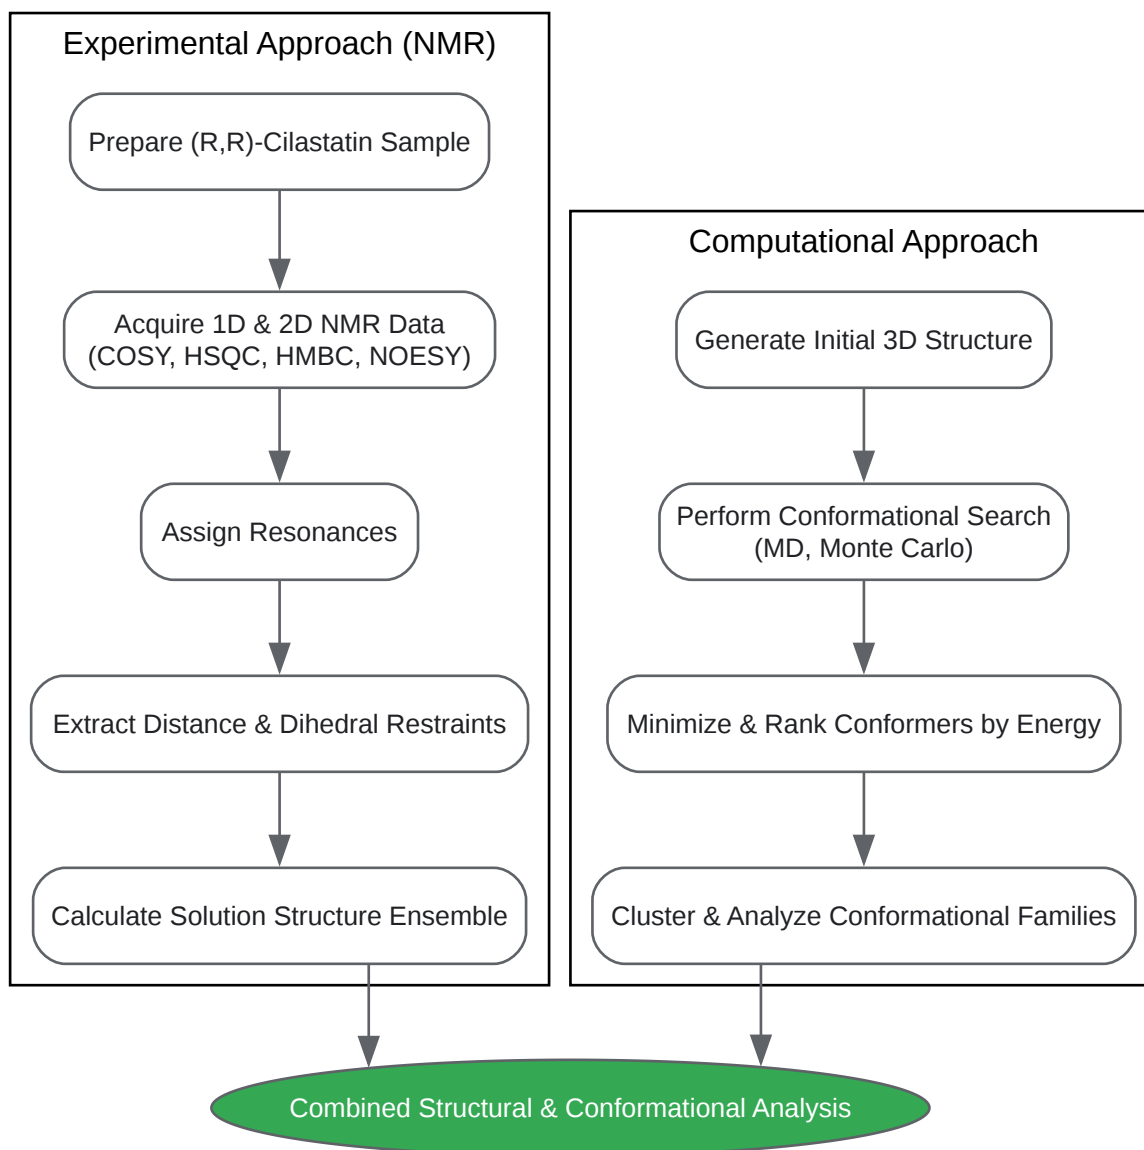 Experimental Approach (NMR)
Prepare (R,R)-Cilastatin Sample
Acquire 1D & 2D NMR Data
(COSY, HSQC, HMBC, NOESY)
Assign Resonances
Extract Distance & Dihedral Restraints
Calculate Solution Structure Ensemble
Computational Approach
Generate Initial 3D Structure
Perform Conformational Search
(MD, Monte Carlo)
Minimize & Rank Conformers by Energy
Cluster & Analyze Conformational Families
Combined Structural & Conformational Analysis